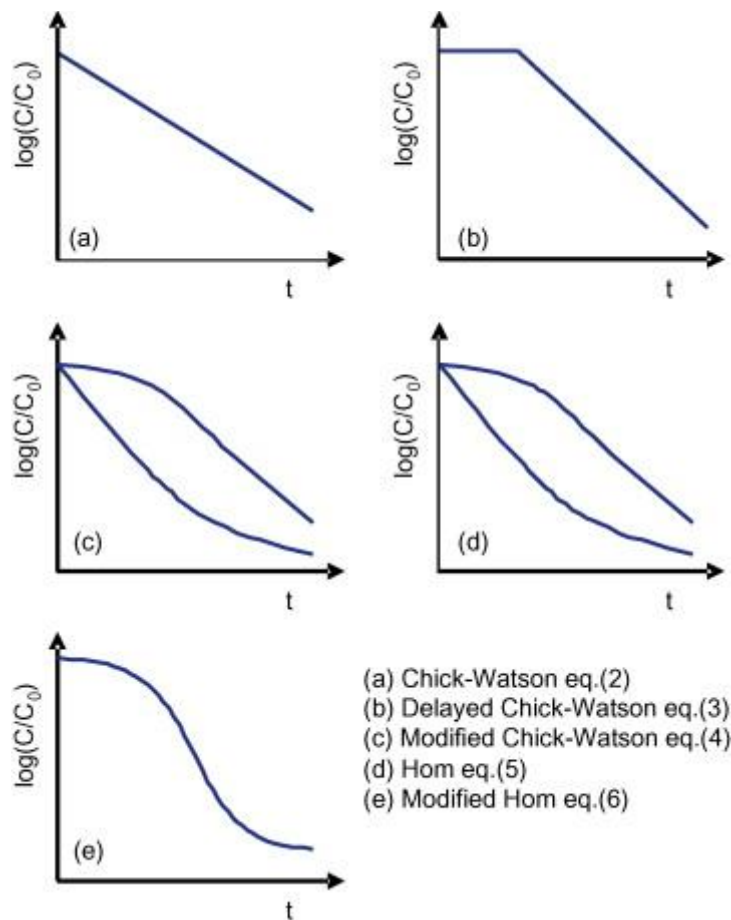 log(C/C₀)
(a)
t
log(C/C₀)
(b)
t
log(C/C₀)
(c)
t
log(C/C₀)
(d)
t
log(C/C₀)
(e)
t
(a) Chick-Watson eq.(2)
(b) Delayed Chick-Watson eq.(3)
(c) Modified Chick-Watson eq.(4)
(d) Hom eq.(5)
(e) Modified Hom eq.(6)